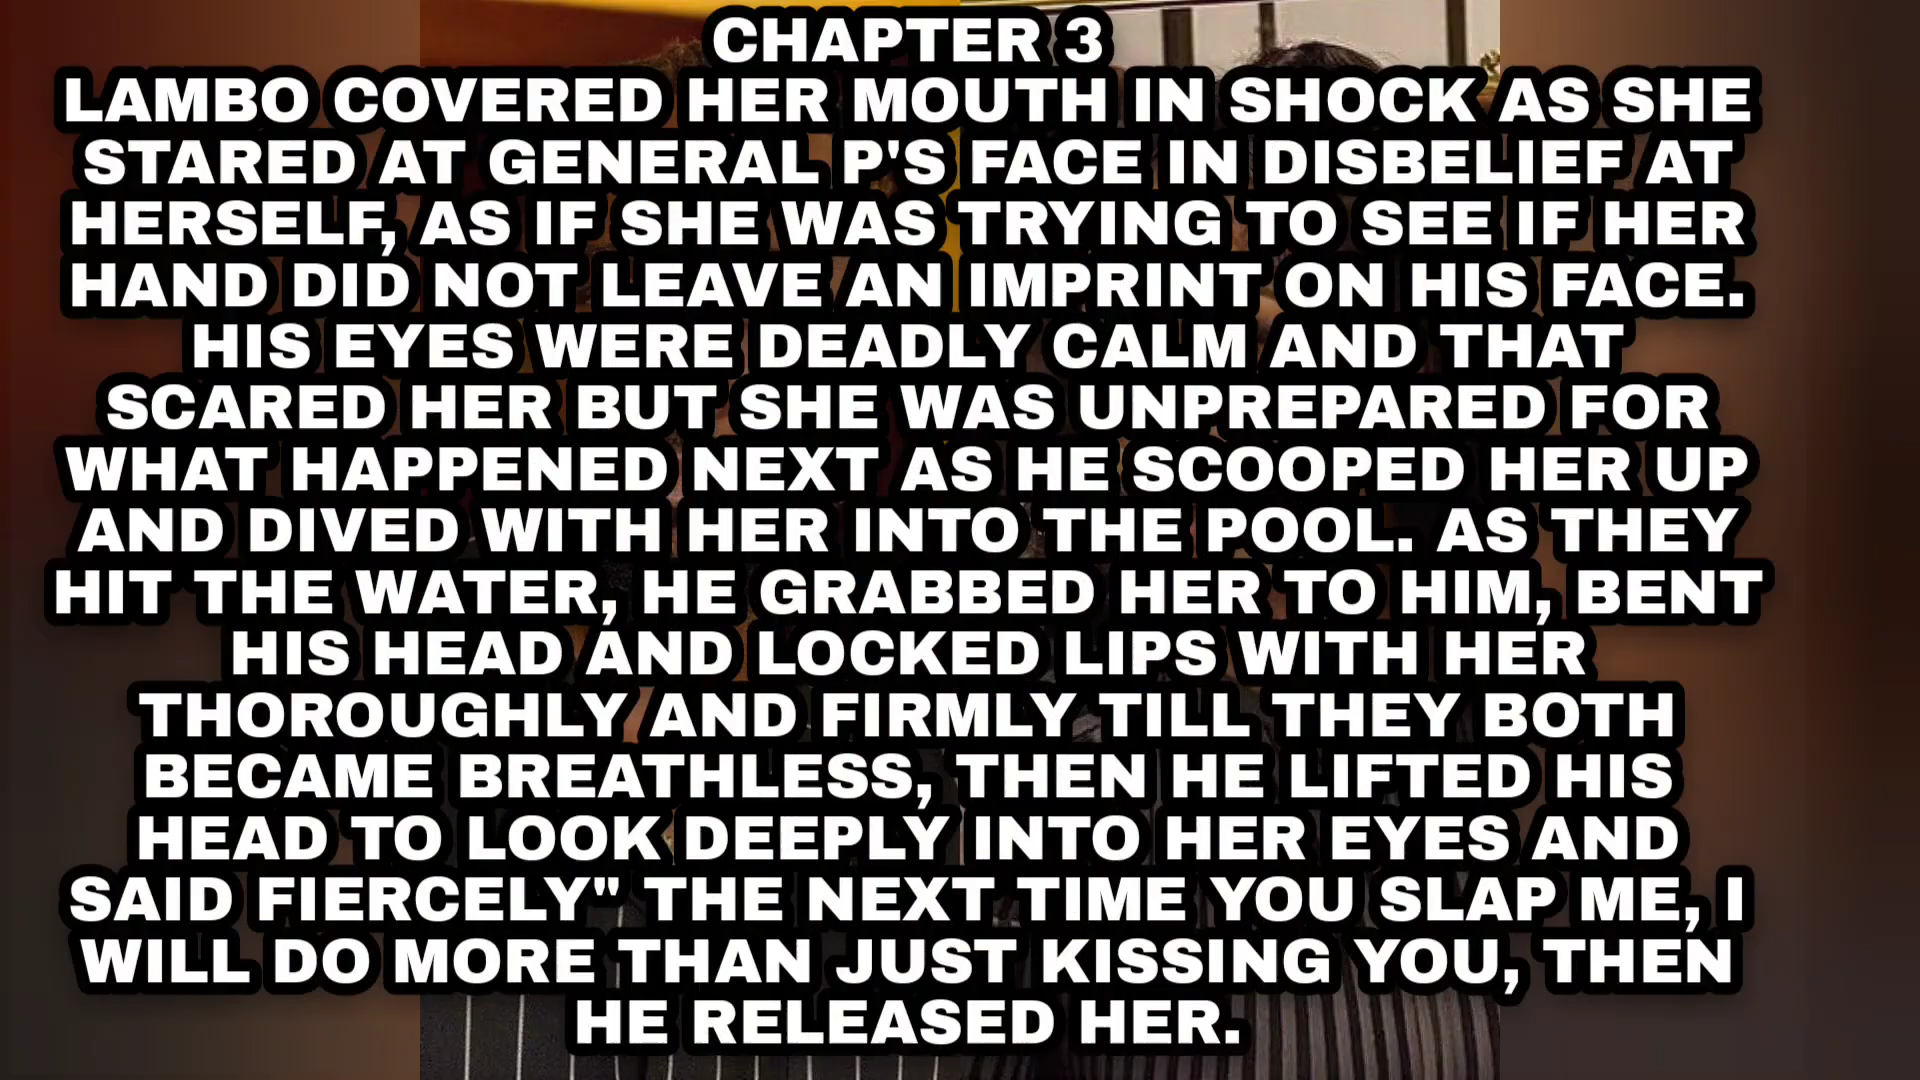 CHAPTER 3
LAMBO COVERED HER MOUTH IN SHOCK AS SHE
STARED AT GENERAL P'S FACE IN DISBELIEF AT
HERSELF, AS IF SHE WAS TRYING TO SEE IF HER
HAND DID NOT LEAVE AN IMPRINT ON HIS FACE.
HIS EYES WERE DEADLY CALM AND THAT
SCARED HER BUT SHE WAS UNPREPARED FOR
WHAT HAPPENED NEXT AS HE SCOOPED HER UP
AND DIVED WITH HER INTO THE POOL. AS THEY
HIT THE WATER, HE GRABBED HER TO HIM, BENT
HIS HEAD AND LOCKED LIPS WITH HER
THOROUGHLY AND FIRMLY TILL THEY BOTH
BECAME BREATHLESS, THEN HE LIFTED HIS
HEAD TO LOOK DEEPLY INTO HER EYES AND
SAID FIERCELY" THE NEXT TIME YOU SLAP ME, I
WILL DO MORE THAN JUST KISSING YOU, THEN
HE RELEASED HER.